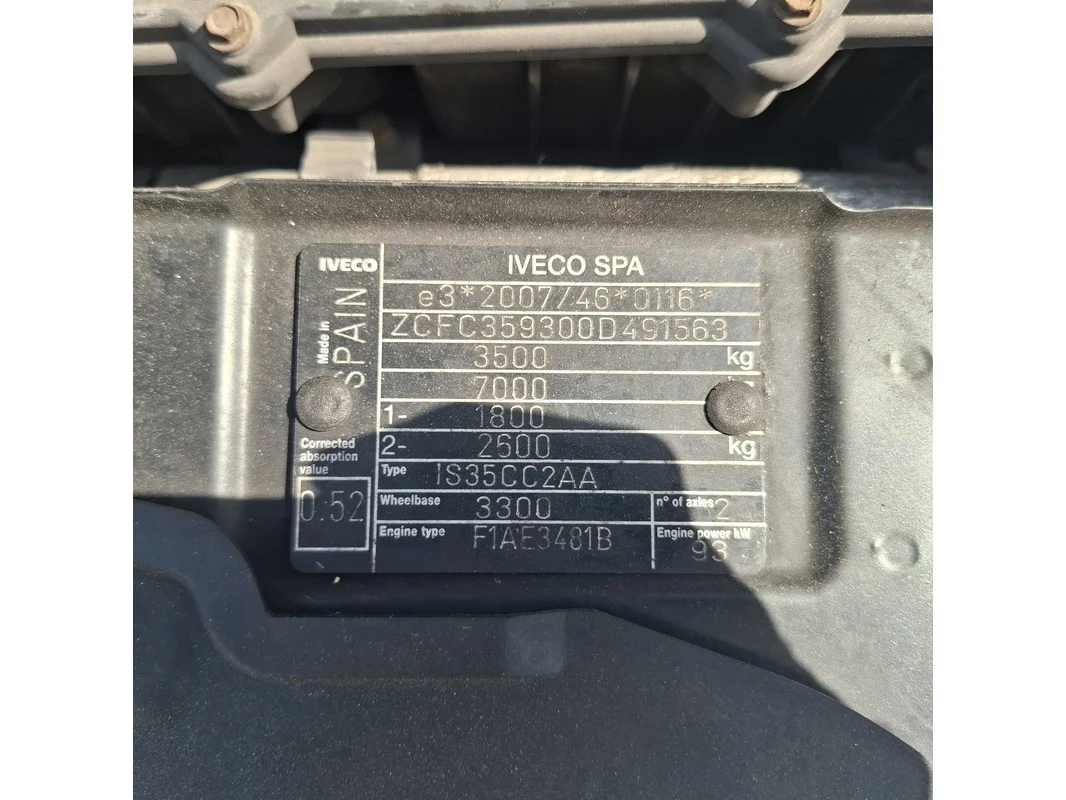 IVECO
IVECO SPA
Made in
SPAIN
e3*2007/46*0116*
ZCFC359300D491563
3500 kg
7000 kg
1- 1800
2- 2600 kg
Corrected
absorption
value
0.52
Type IS35CC2AA
Wheelbase 3300
n° of axles 2
Engine type F1AE3481B
Engine power kW
93